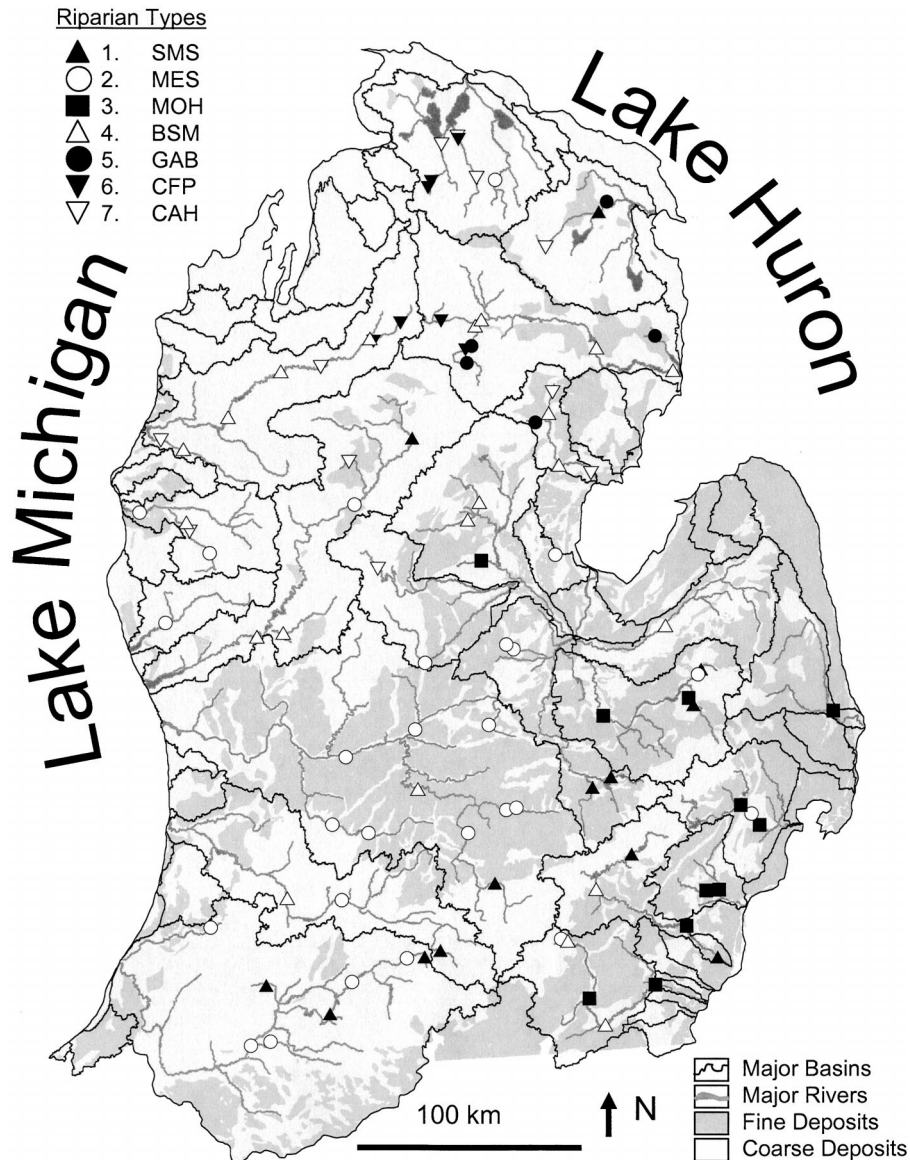 Riparian Types
1. SMS
2. MES
3. MOH
4. BSM
5. GAB
6. CFP
7. CAH
Lake Huron
Lake Michigan
Major Basins
Major Rivers
Fine Deposits
Coarse Deposits
100 km
N